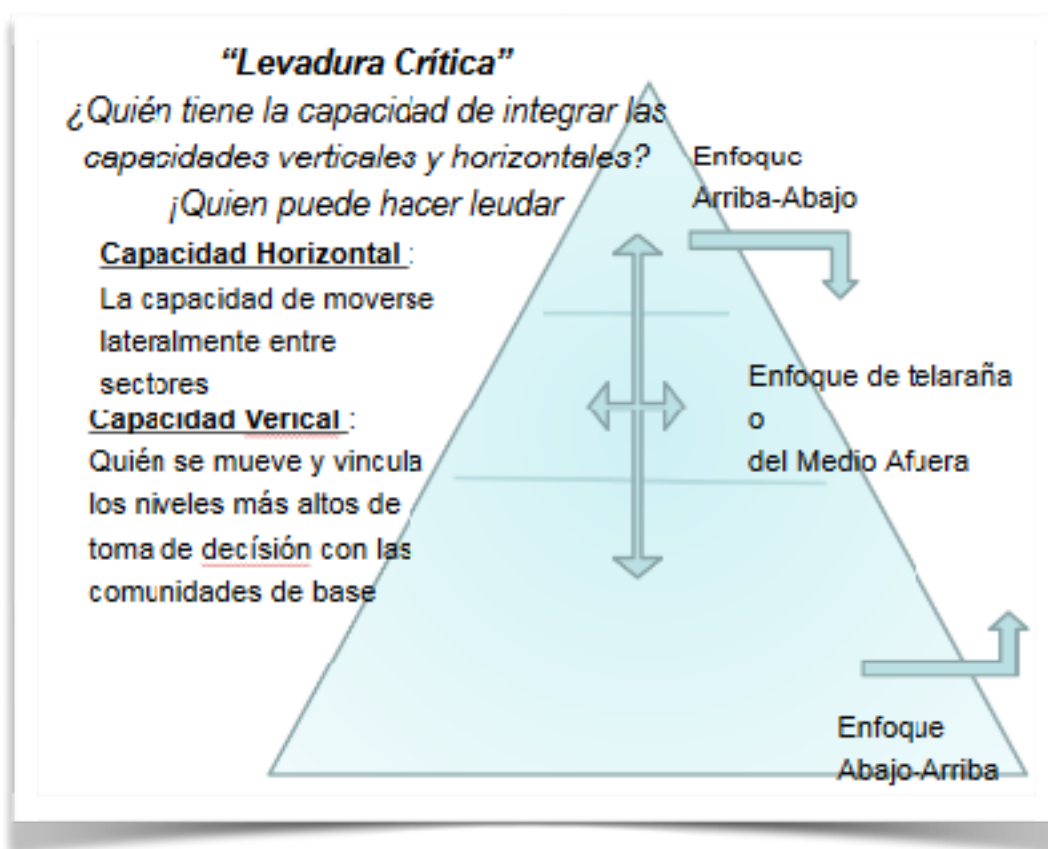 “Levadura Crítica”
¿Quién tiene la capacidad de integrar las
capacidades verticales y horizontales?
¡Quien puede hacer leudar
Capacidad Horizontal :
La capacidad de moverse
lateralmente entre
sectores
Capacidad Verical :
Quién se mueve y vincula
los niveles más altos de
toma de decísión con las
comunidades de base
Enfoque
Arriba-Abajo
Enfoque de telaraña
o
del Medio Afuera
Enfoque
Abajo-Arriba